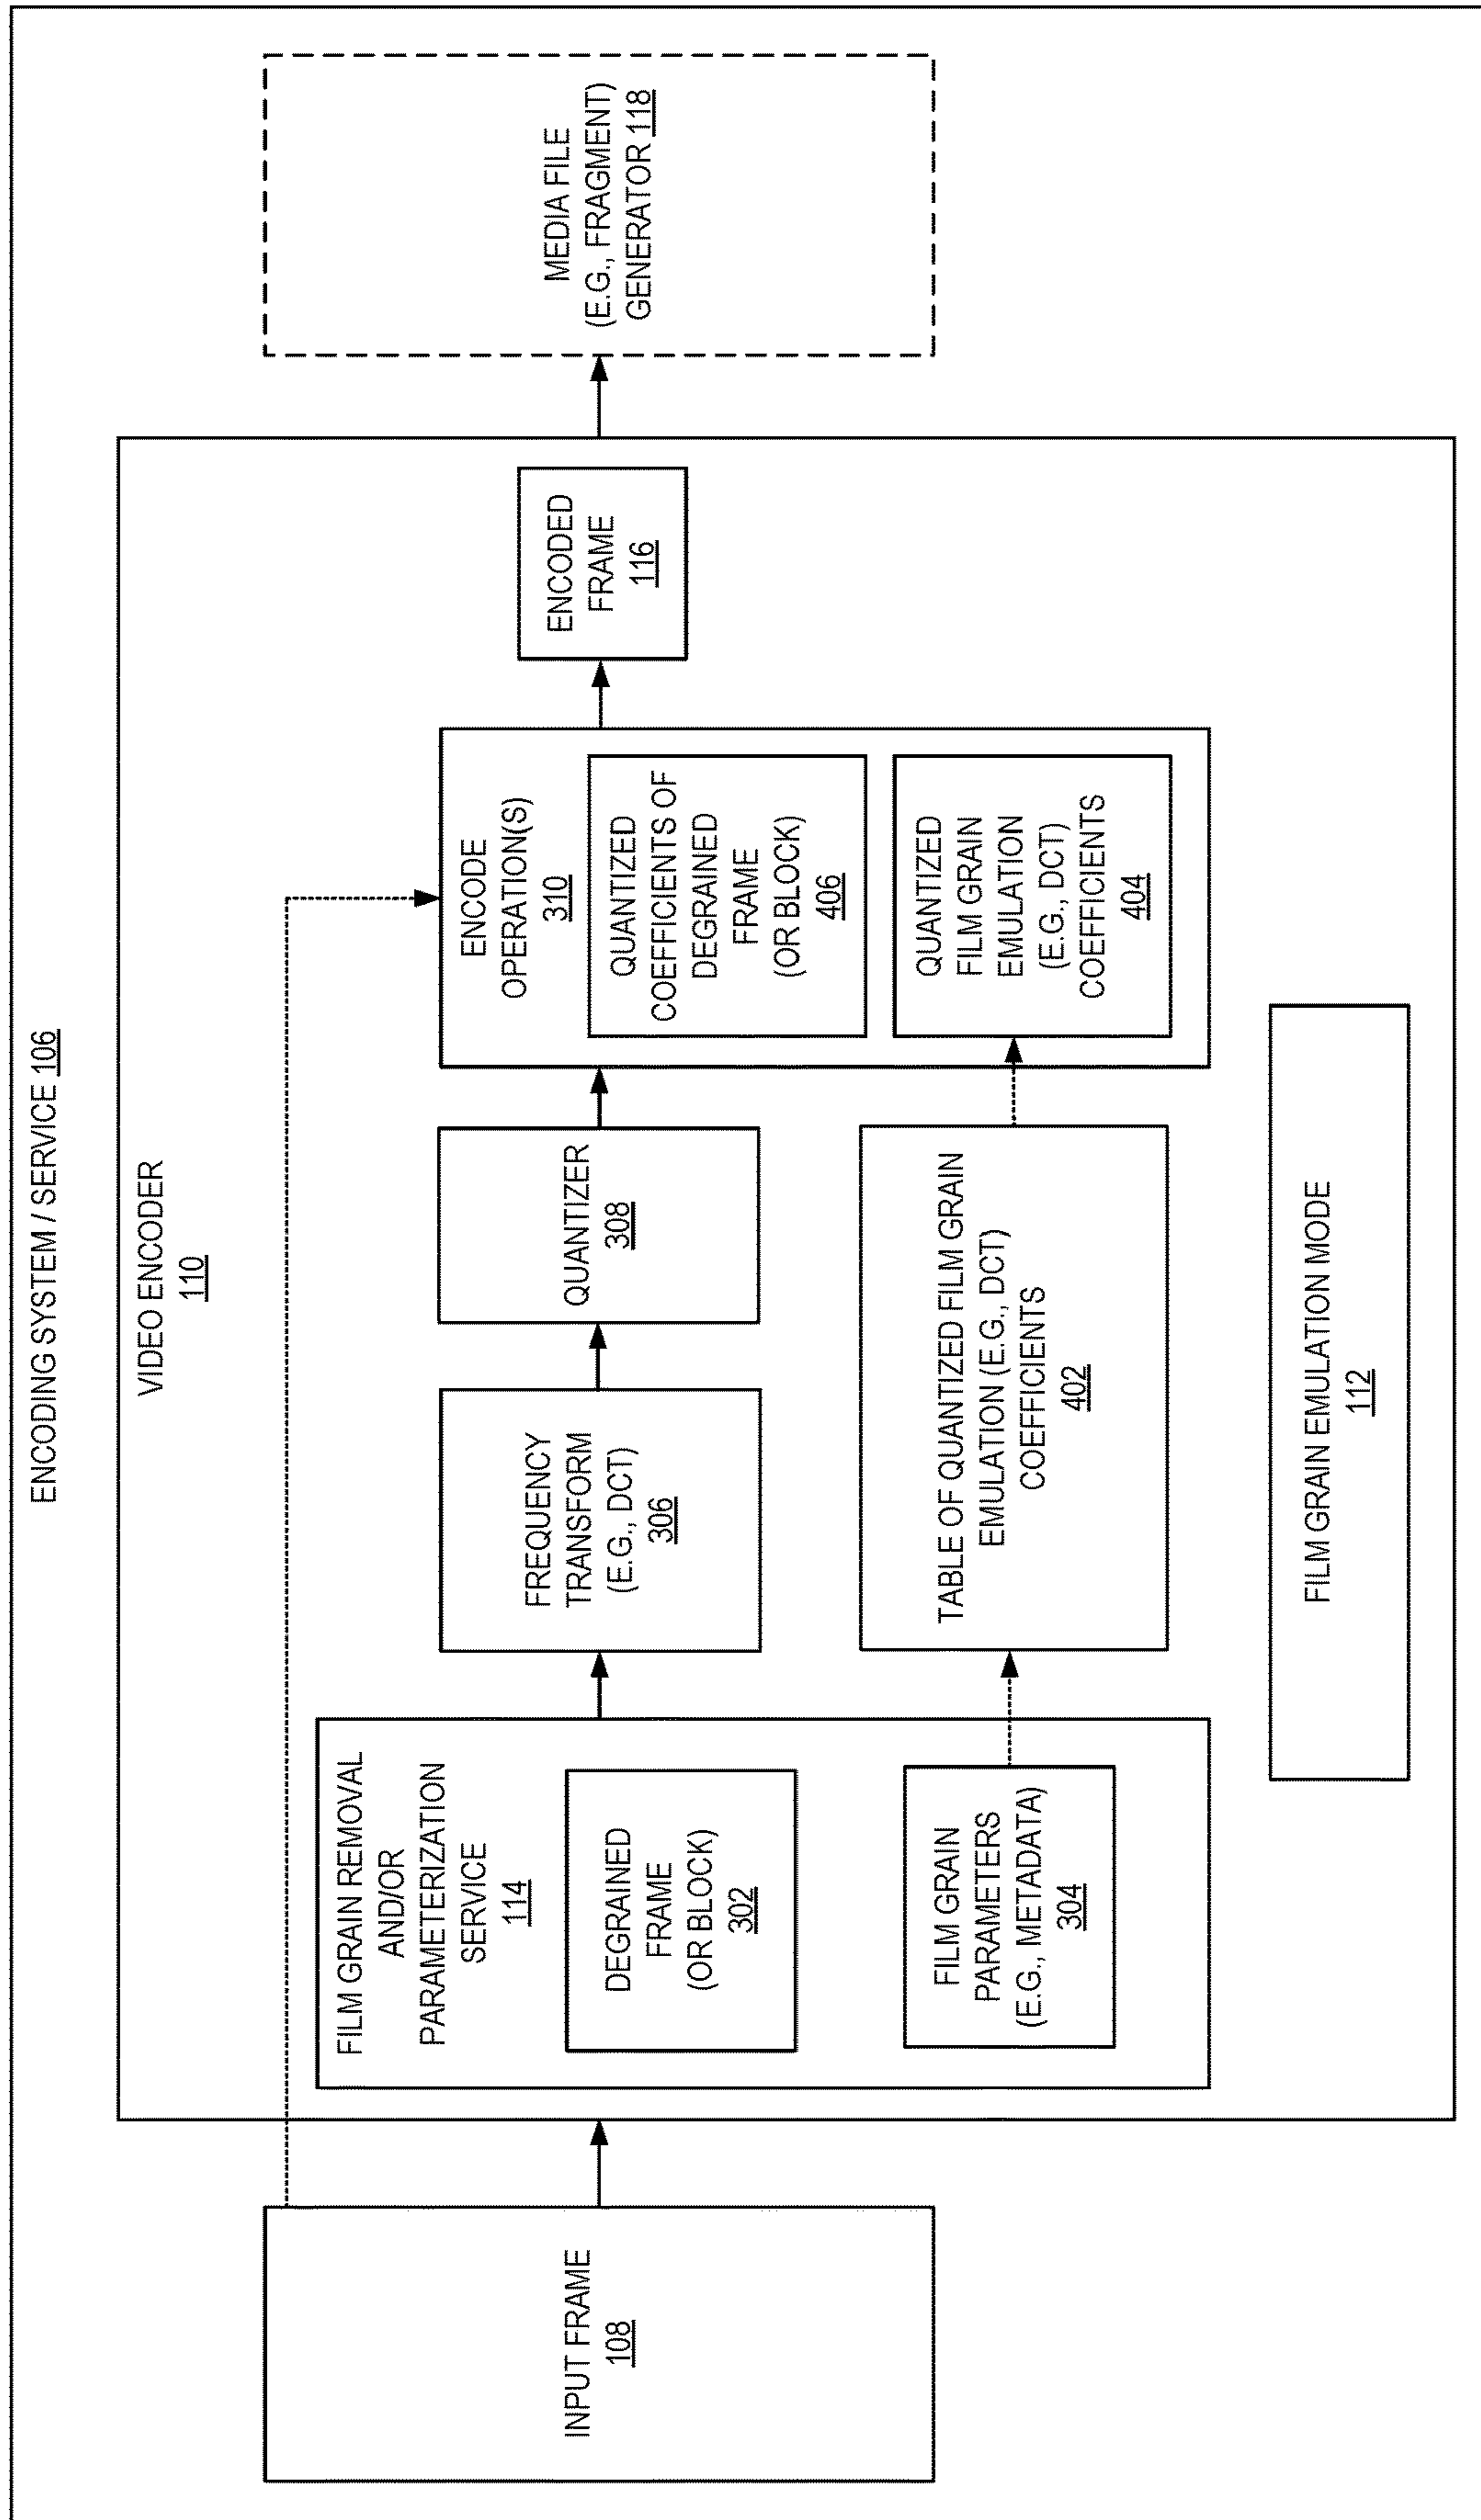 ENCODING SYSTEM / SERVICE 106
VIDEO ENCODER
110
INPUT FRAME
108
FILM GRAIN REMOVAL
AND/OR
PARAMETERIZATION
SERVICE
114
DEGRAINED
FRAME
(OR BLOCK)
302
FILM GRAIN
PARAMETERS
(E.G., METADATA)
304
FREQUENCY
TRANSFORM
(E.G., DCT)
306
QUANTIZER
308
TABLE OF QUANTIZED FILM GRAIN
EMULATION (E.G., DCT)
COEFFICIENTS
402
ENCODE
OPERATION(S)
310
QUANTIZED
COEFFICIENTS OF
DEGRAINED
FRAME
(OR BLOCK)
406
QUANTIZED
FILM GRAIN
EMULATION
(E.G., DCT)
COEFFICIENTS
404
ENCODED
FRAME
116
FILM GRAIN EMULATION MODE
112
MEDIA FILE
(E.G., FRAGMENT)
GENERATOR 118